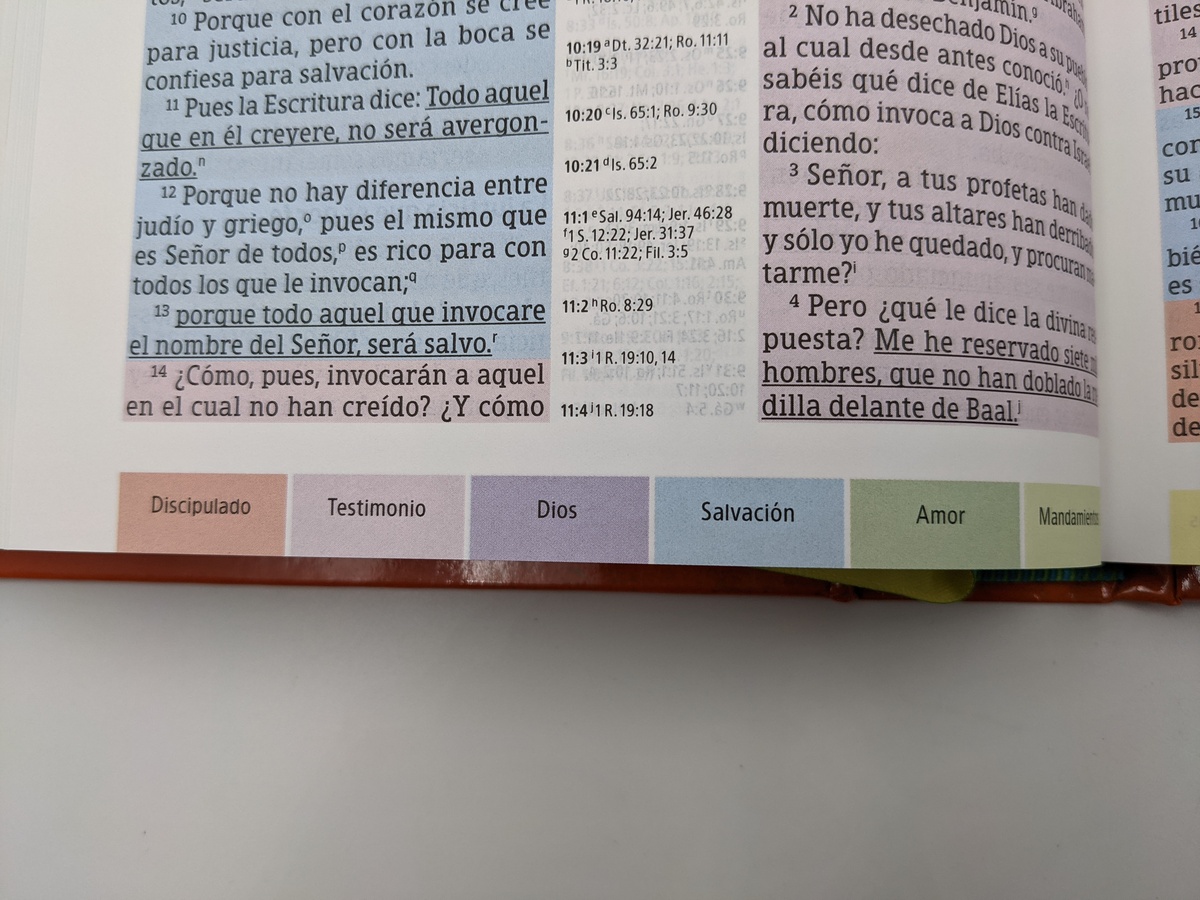 10 Porque con el corazón se cree
para justicia, pero con la boca se
confiesa para salvación.
11 Pues la Escritura dice: Todo aquel
que en él creyere, no será avergon-
zado.n
12 Porque no hay diferencia entre
judío y griego,o pues el mismo que
es Señor de todos,p es rico para con
todos los que le invocan;q
13 porque todo aquel que invocare
el nombre del Señor, será salvo.r
14 ¿Cómo, pues, invocarán a aquel
en el cual no han creído? ¿Y cómo
10:19 a Dt. 32:21; Ro. 11:11
b Tit. 3:3
10:20 c Is. 65:1; Ro. 9:30
10:21 d Is. 65:2
11:1 e Sal. 94:14; Jer. 46:28
f 1 S. 12:22; Jer. 31:37
g 2 Co. 11:22; Fil. 3:5
11:2 h Ro. 8:29
11:3 i 1 R. 19:10, 14
11:4 j 1 R. 19:18
2 No ha desechado Dios a su
al cual desde antes conoció.h
sabéis qué dice de Elías la
ra, cómo invoca a Dios contra
diciendo:
3 Señor, a tus profetas han
muerte, y tus altares han
y sólo yo he quedado, y procuran
tarme?i
4 Pero ¿qué le dice la divina
puesta? Me he reservado siete
hombres, que no han doblado la
dilla delante de Baal.j
tiles
14
15
Discipulado
Testimonio
Dios
Salvación
Amor